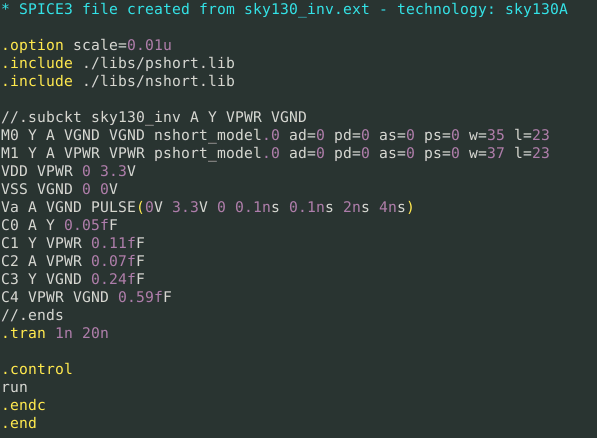 * SPICE3 file created from sky130_inv.ext - technology: sky130A
.option scale=0.01u
.include ./libs/pshort.lib
.include ./libs/nshort.lib
//.subckt sky130_inv A Y VPWR VGND
M0 Y A VGND VGND nshort_model.0 ad=0 pd=0 as=0 ps=0 w=35 l=23
M1 Y A VPWR VPWR pshort_model.0 ad=0 pd=0 as=0 ps=0 w=37 l=23
VDD VPWR 0 3.3V
VSS VGND 0 0V
Va A VGND PULSE(0V 3.3V 0 0.1ns 0.1ns 2ns 4ns)
C0 A Y 0.05fF
C1 Y VPWR 0.11fF
C2 A VPWR 0.07fF
C3 Y VGND 0.24fF
C4 VPWR VGND 0.59fF
//.ends
.tran 1n 20n
.control
run
.endc
.end